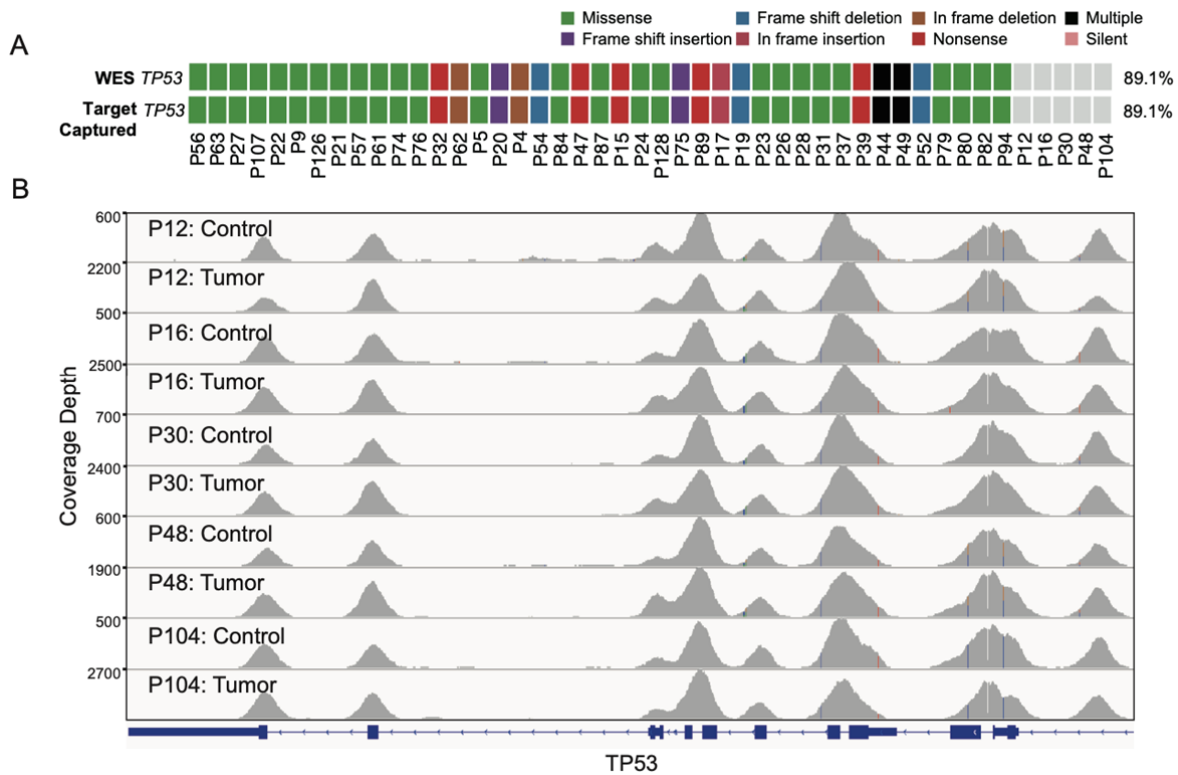 Missense
Frame shift deletion
In frame deletion
Multiple
Frame shift insertion
In frame insertion
Nonsense
Silent
A
WES TP53
89.1%
Target Captured TP53
89.1%
P56 P63 P27 P107 P22 P9 P126 P21 P57 P61 P74 P76 P32 P62 P5 P20 P4 P54 P84 P47 P87 P15 P24 P128 P75 P89 P17 P19 P23 P26 P28 P31 P37 P39 P44 P49 P52 P79 P80 P82 P94 P12 P16 P30 P48 P104
B
Coverage Depth
600
P12: Control
2200
P12: Tumor
500
P16: Control
2500
P16: Tumor
700
P30: Control
2400
P30: Tumor
600
P48: Control
1900
P48: Tumor
500
P104: Control
2700
P104: Tumor
TP53